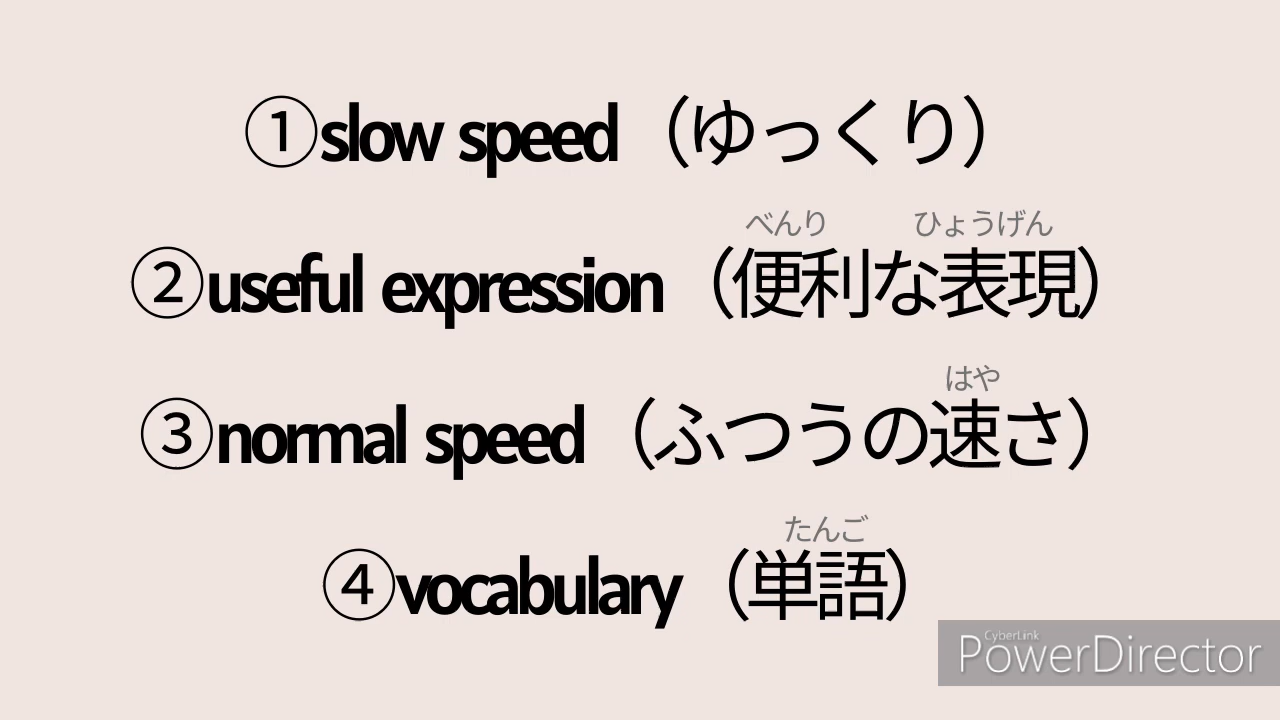 ①slow speed（ゆっくり）
べんり ひょうげん
②useful expression（便利な表現）
はや
③normal speed（ふつうの速さ）
たんご
④vocabulary（単語）
CyberLink
PowerDirector